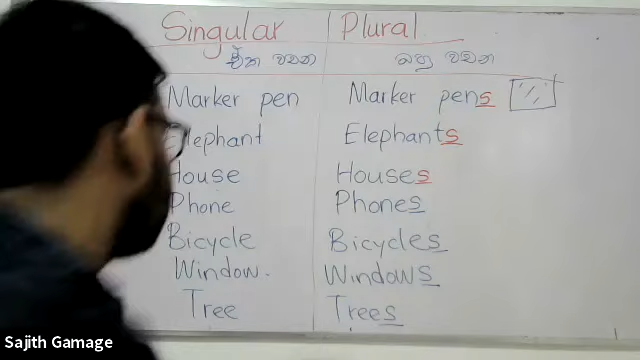 Singular Plural
ඒක වචන බහු වචන
Marker pen Marker pens
Elephant Elephants
House Houses
Phone Phones
Bicycle Bicycles
Window. Windows
Tree Trees
Sajith Gamage